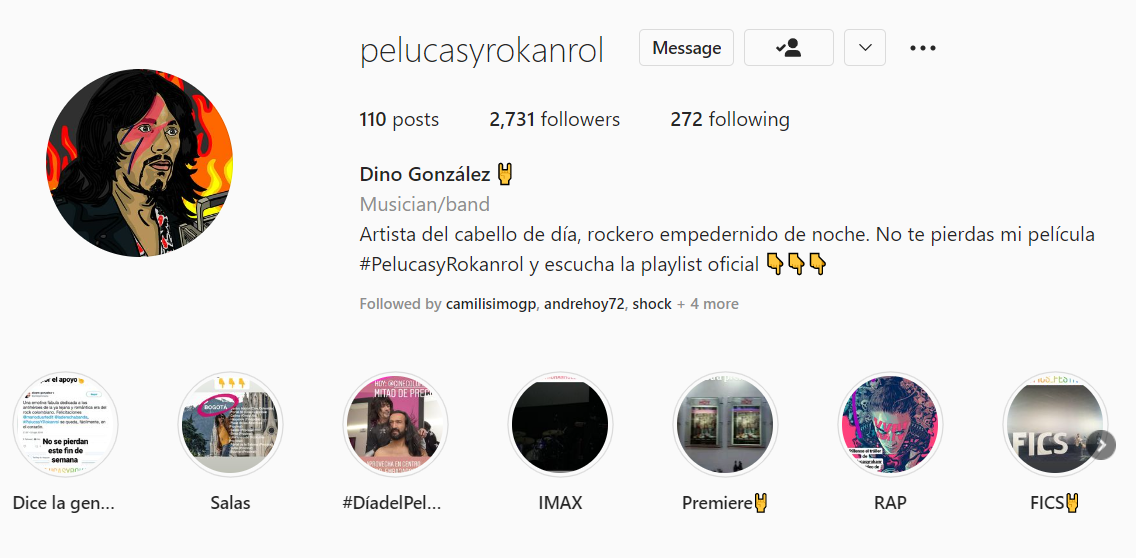 pelucasyrokanrol
Message
110 posts 2,731 followers 272 following
Dino González 🤘
Musician/band
Artista del cabello de día, rockero empedernido de noche. No te pierdas mi película
#PelucasyRokanrol y escucha la playlist oficial 👇👇👇
Followed by camilisimogp, andrehoy72, shock + 4 more
el apoyo
No se pierdan
este fin de
semana
BOGOTÁ
MITAD DE
FICS
Dice la gen...
Salas
#DíadelPel...
IMAX
Premiere🤘
RAP
FICS🤘